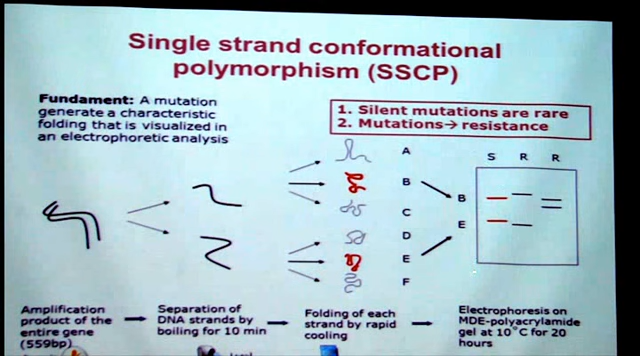 Single strand conformational
polymorphism (SSCP)
Fundament: A mutation
generate a characteristic
folding that is visualized in
an electrophoretic analysis
1. Silent mutations are rare
2. Mutations→ resistance
S R R
A
B
C
D
E
F
B
E
Amplification
product of the
entire gene
(559bp)
Separation of
DNA strands by
boiling for 10 min
Folding of each
strand by rapid
cooling
Electrophoresis on
MDE-polyacrylamide
gel at 10°C for 20
hours